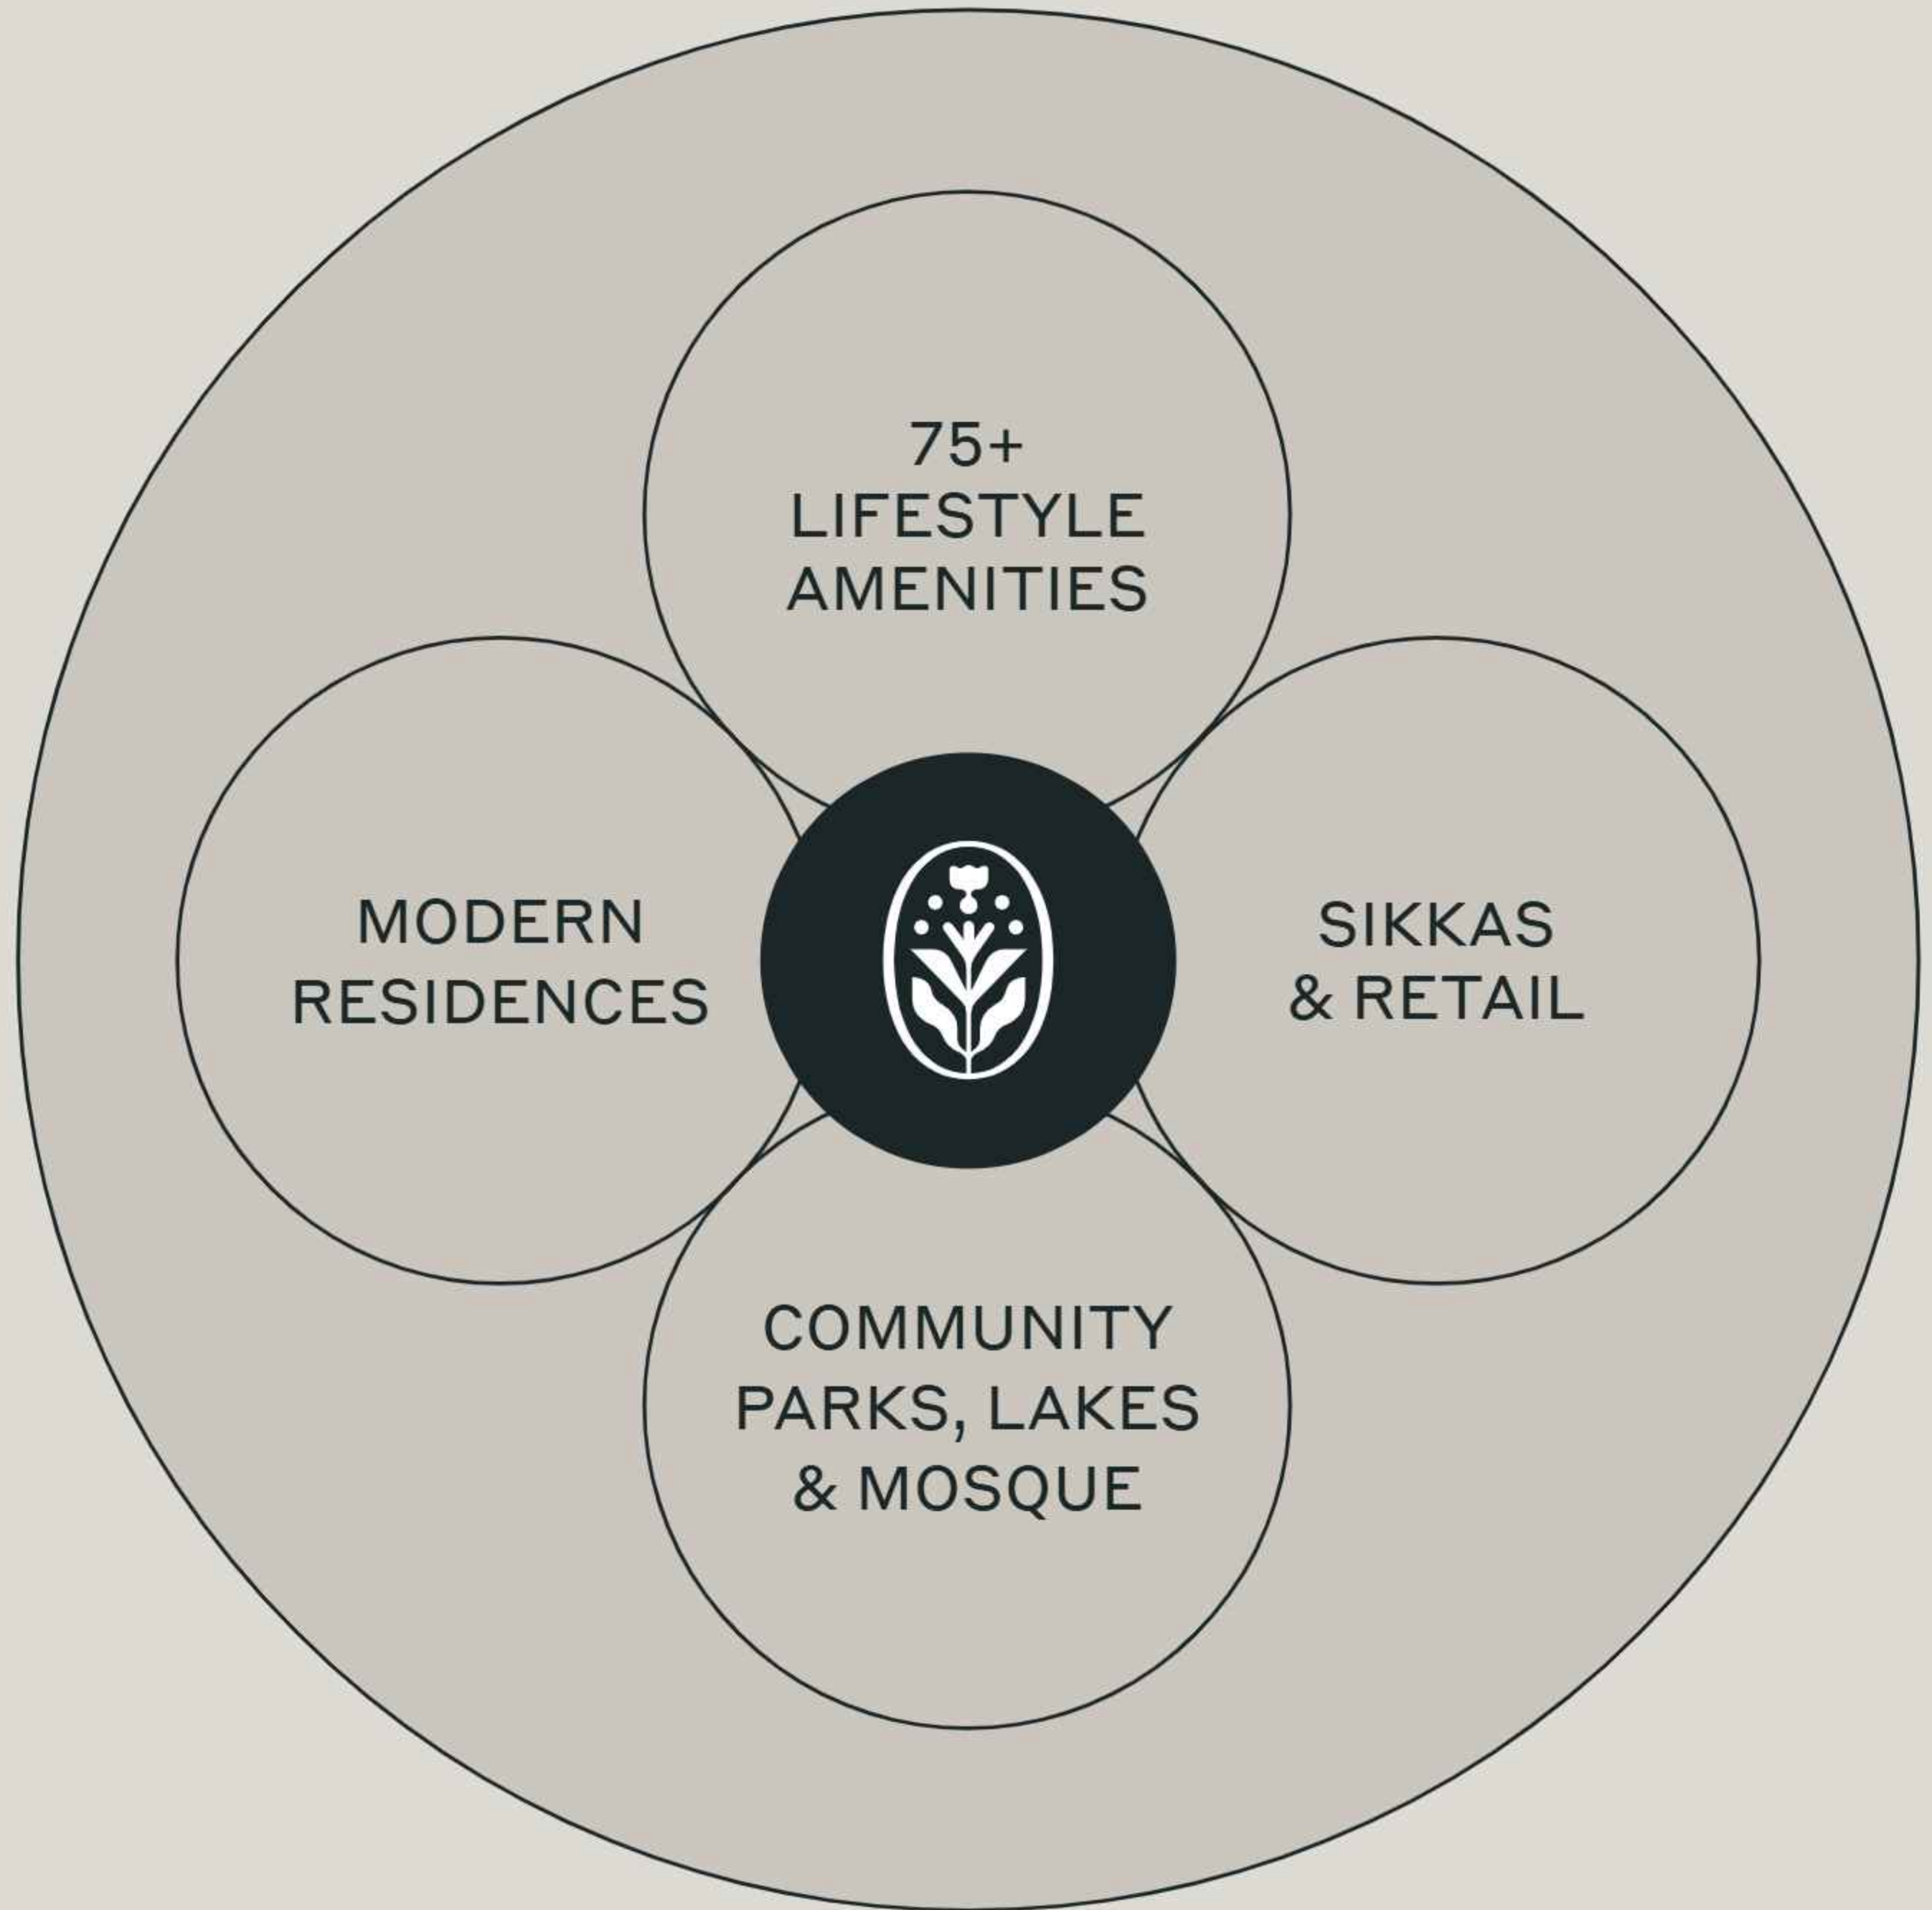 75+
LIFESTYLE
AMENITIES
MODERN
RESIDENCES
SIKKAS
& RETAIL
COMMUNITY
PARKS, LAKES
& MOSQUE